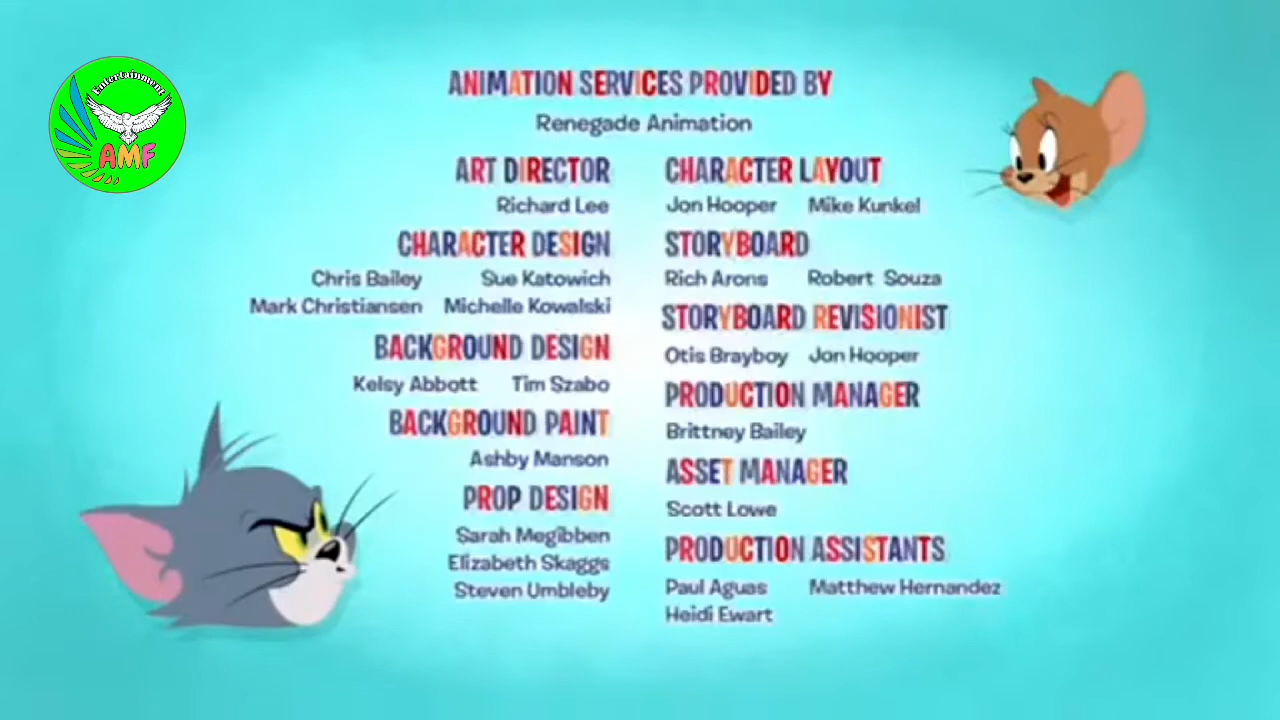 Entertainment
AMF
ANIMATION SERVICES PROVIDED BY
Renegade Animation
ART DIRECTOR
Richard Lee
CHARACTER DESIGN
Chris Bailey Sue Katowich
Mark Christiansen Michelle Kowalski
BACKGROUND DESIGN
Kelsy Abbott Tim Szabo
BACKGROUND PAINT
Ashby Manson
PROP DESIGN
Sarah Megibben
Elizabeth Skaggs
Steven Umbleby
CHARACTER LAYOUT
Jon Hooper Mike Kunkel
STORYBOARD
Rich Arons Robert Souza
STORYBOARD REVISIONIST
Otis Brayboy Jon Hooper
PRODUCTION MANAGER
Brittney Bailey
ASSET MANAGER
Scott Lowe
PRODUCTION ASSISTANTS
Paul Aguas Matthew Hernandez
Heidi Ewart